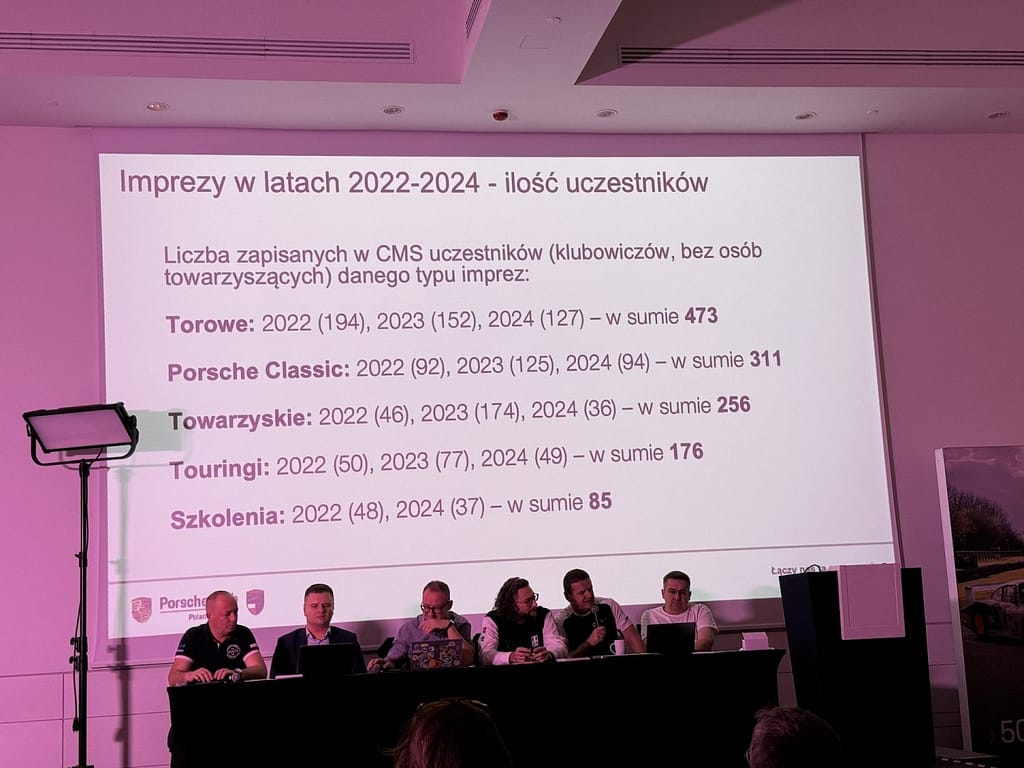 Imprezy w latach 2022-2024 - ilość uczestników
Liczba zapisanych w CMS uczestników (klubowiczów, bez osób
towarzyszących) danego typu imprez:
Torowe: 2022 (194), 2023 (152), 2024 (127) – w sumie 473
Porsche Classic: 2022 (92), 2023 (125), 2024 (94) – w sumie 311
Towarzyskie: 2022 (46), 2023 (174), 2024 (36) – w sumie 256
Touringi: 2022 (50), 2023 (77), 2024 (49) – w sumie 176
Szkolenia: 2022 (48), 2024 (37) – w sumie 85
Łączy
Porsche
50